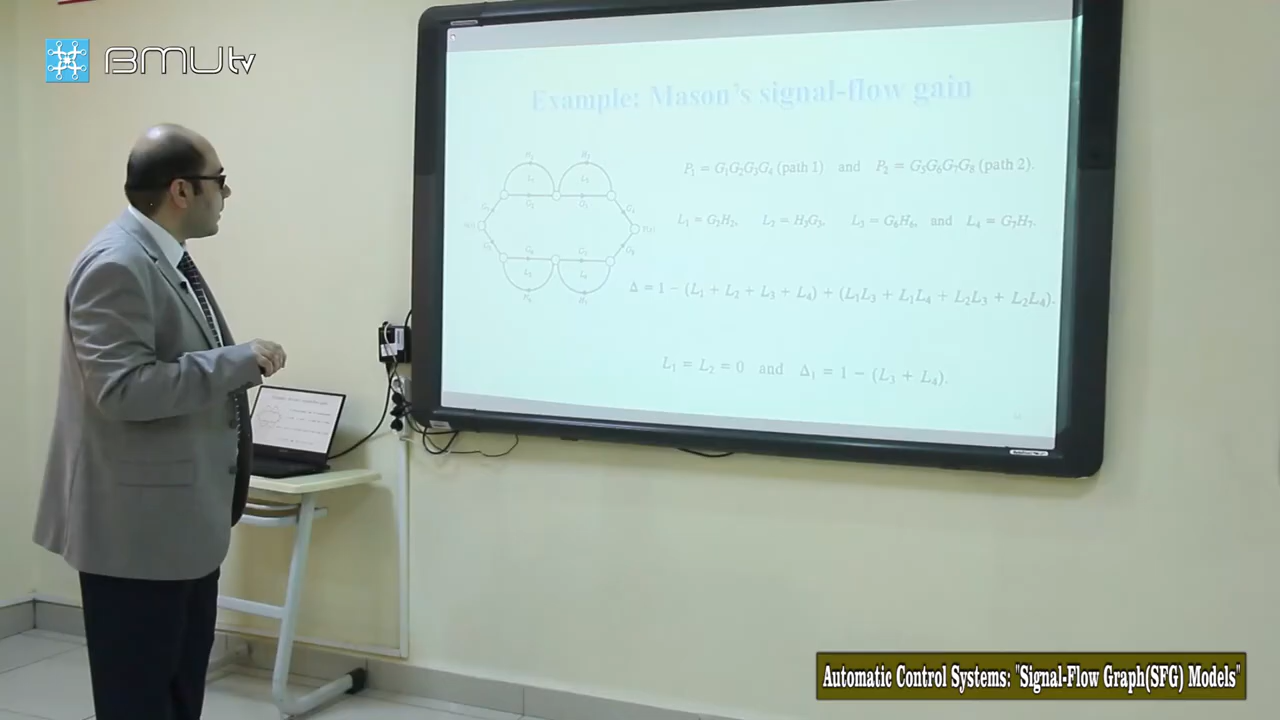 BMUtv
Example: Mason's signal-flow gain
P₁ = G₁G₂G₃G₄ (path 1) and P₂ = G₅G₆G₇G₈ (path 2).
L₁ = G₂H₂, L₂ = H₃G₃, L₃ = G₆H₆, and L₄ = G₇H₇.
Δ = 1 − (L₁ + L₂ + L₃ + L₄) + (L₁L₃ + L₁L₄ + L₂L₃ + L₂L₄).
L₁ = L₂ = 0 and Δ₁ = 1 − (L₃ + L₄).
Automatic Control Systems: "Signal-Flow Graph(SFG) Models"